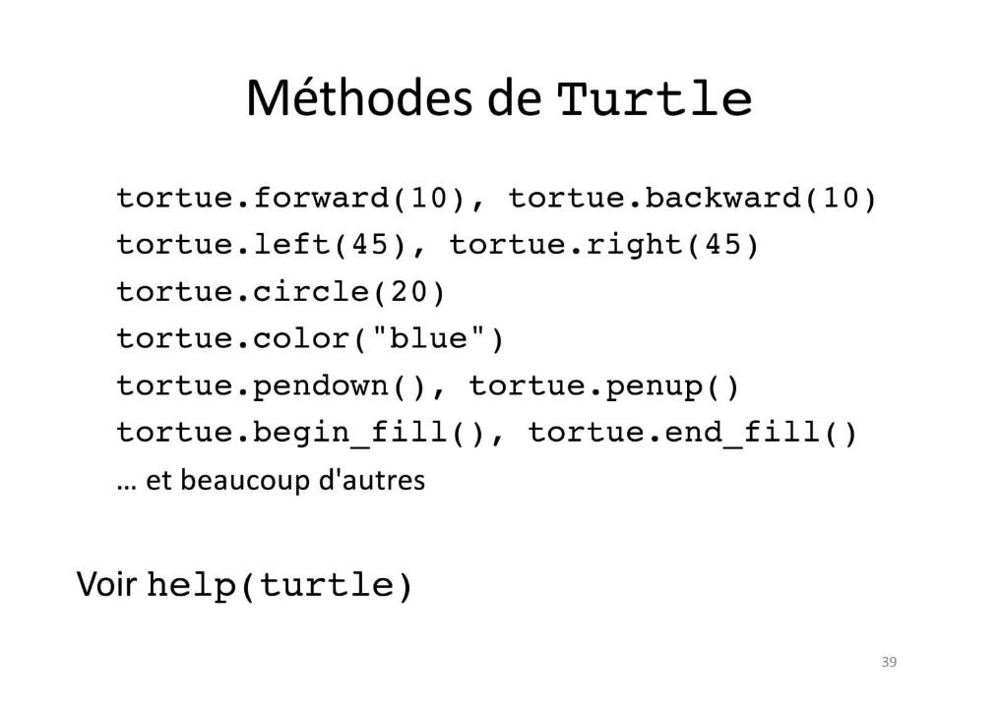 Méthodes de Turtle
tortue.forward(10), tortue.backward(10)
tortue.left(45), tortue.right(45)
tortue.circle(20)
tortue.color("blue")
tortue.pendown(), tortue.penup()
tortue.begin_fill(), tortue.end_fill()
… et beaucoup d'autres
Voir help(turtle)
39